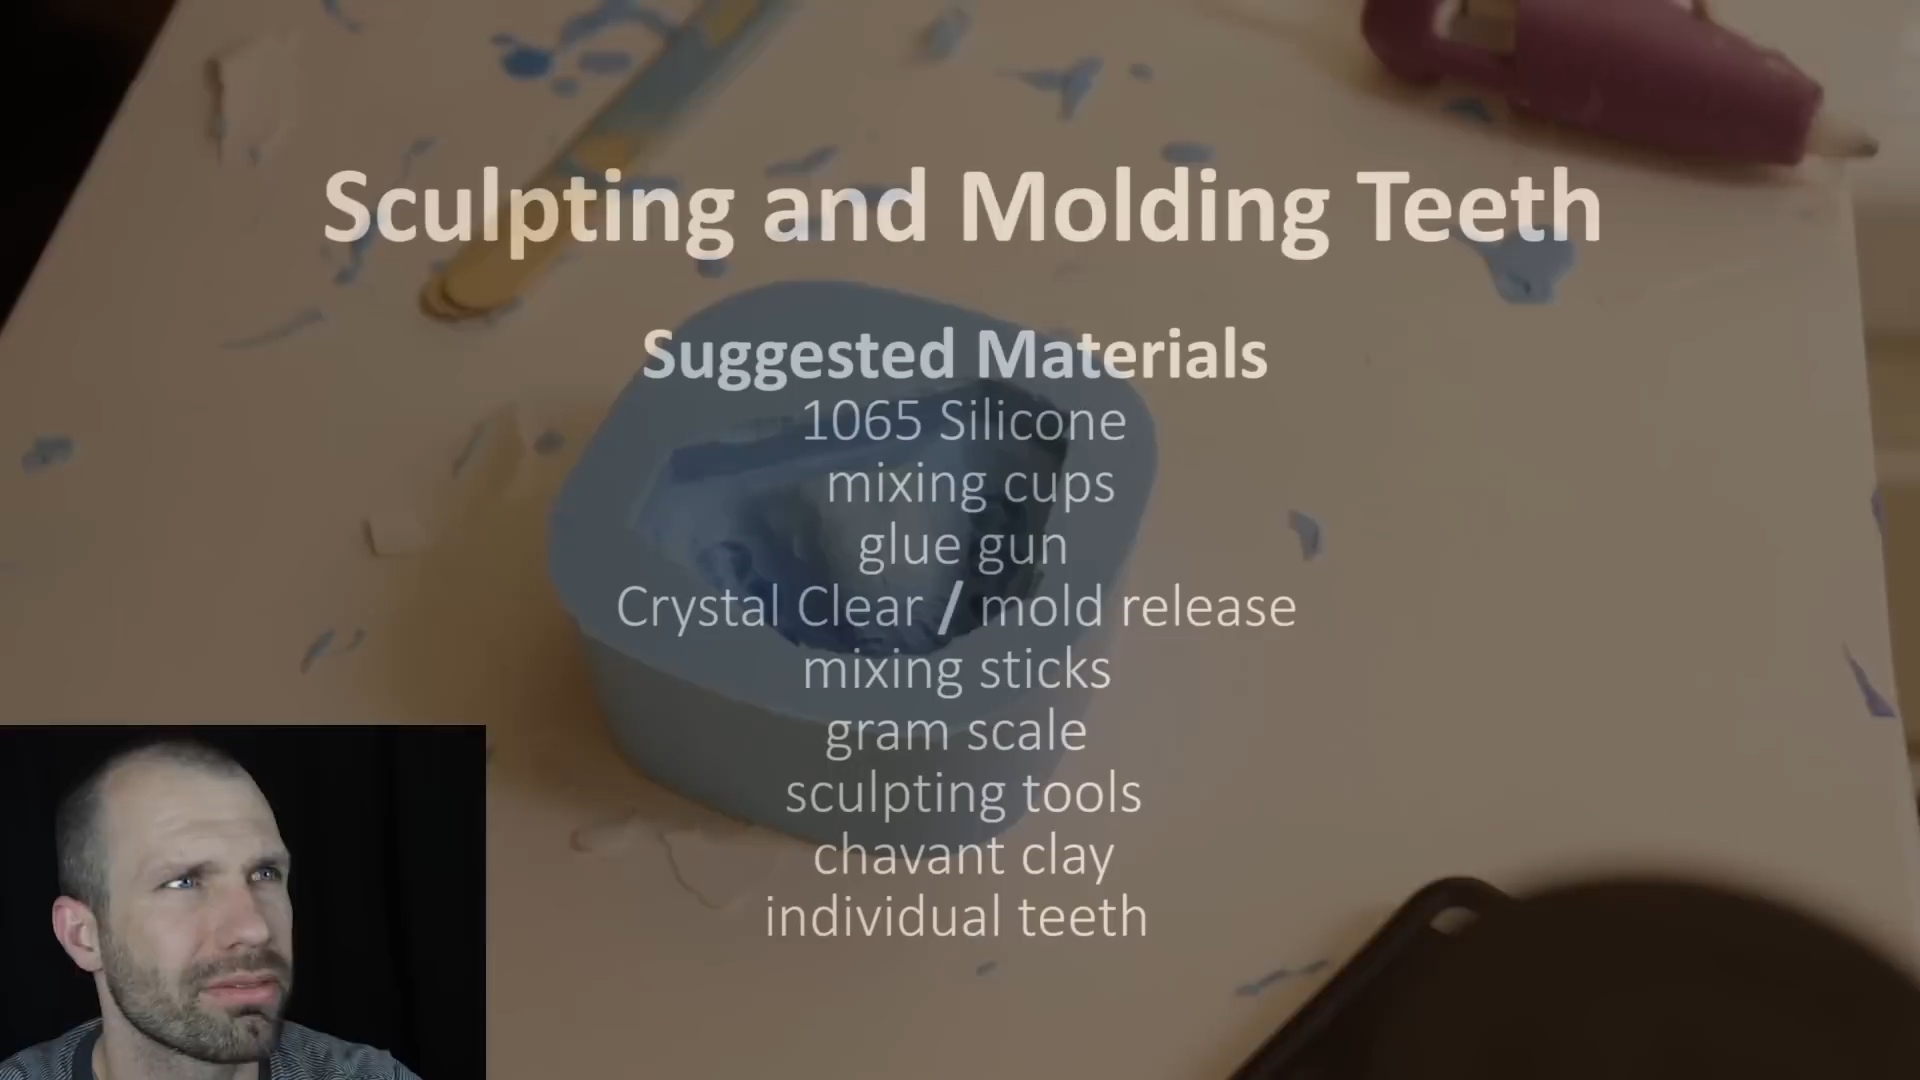 Sculpting and Molding Teeth
Suggested Materials
1065 Silicone
mixing cups
glue gun
Crystal Clear / mold release
mixing sticks
gram scale
sculpting tools
chavant clay
individual teeth